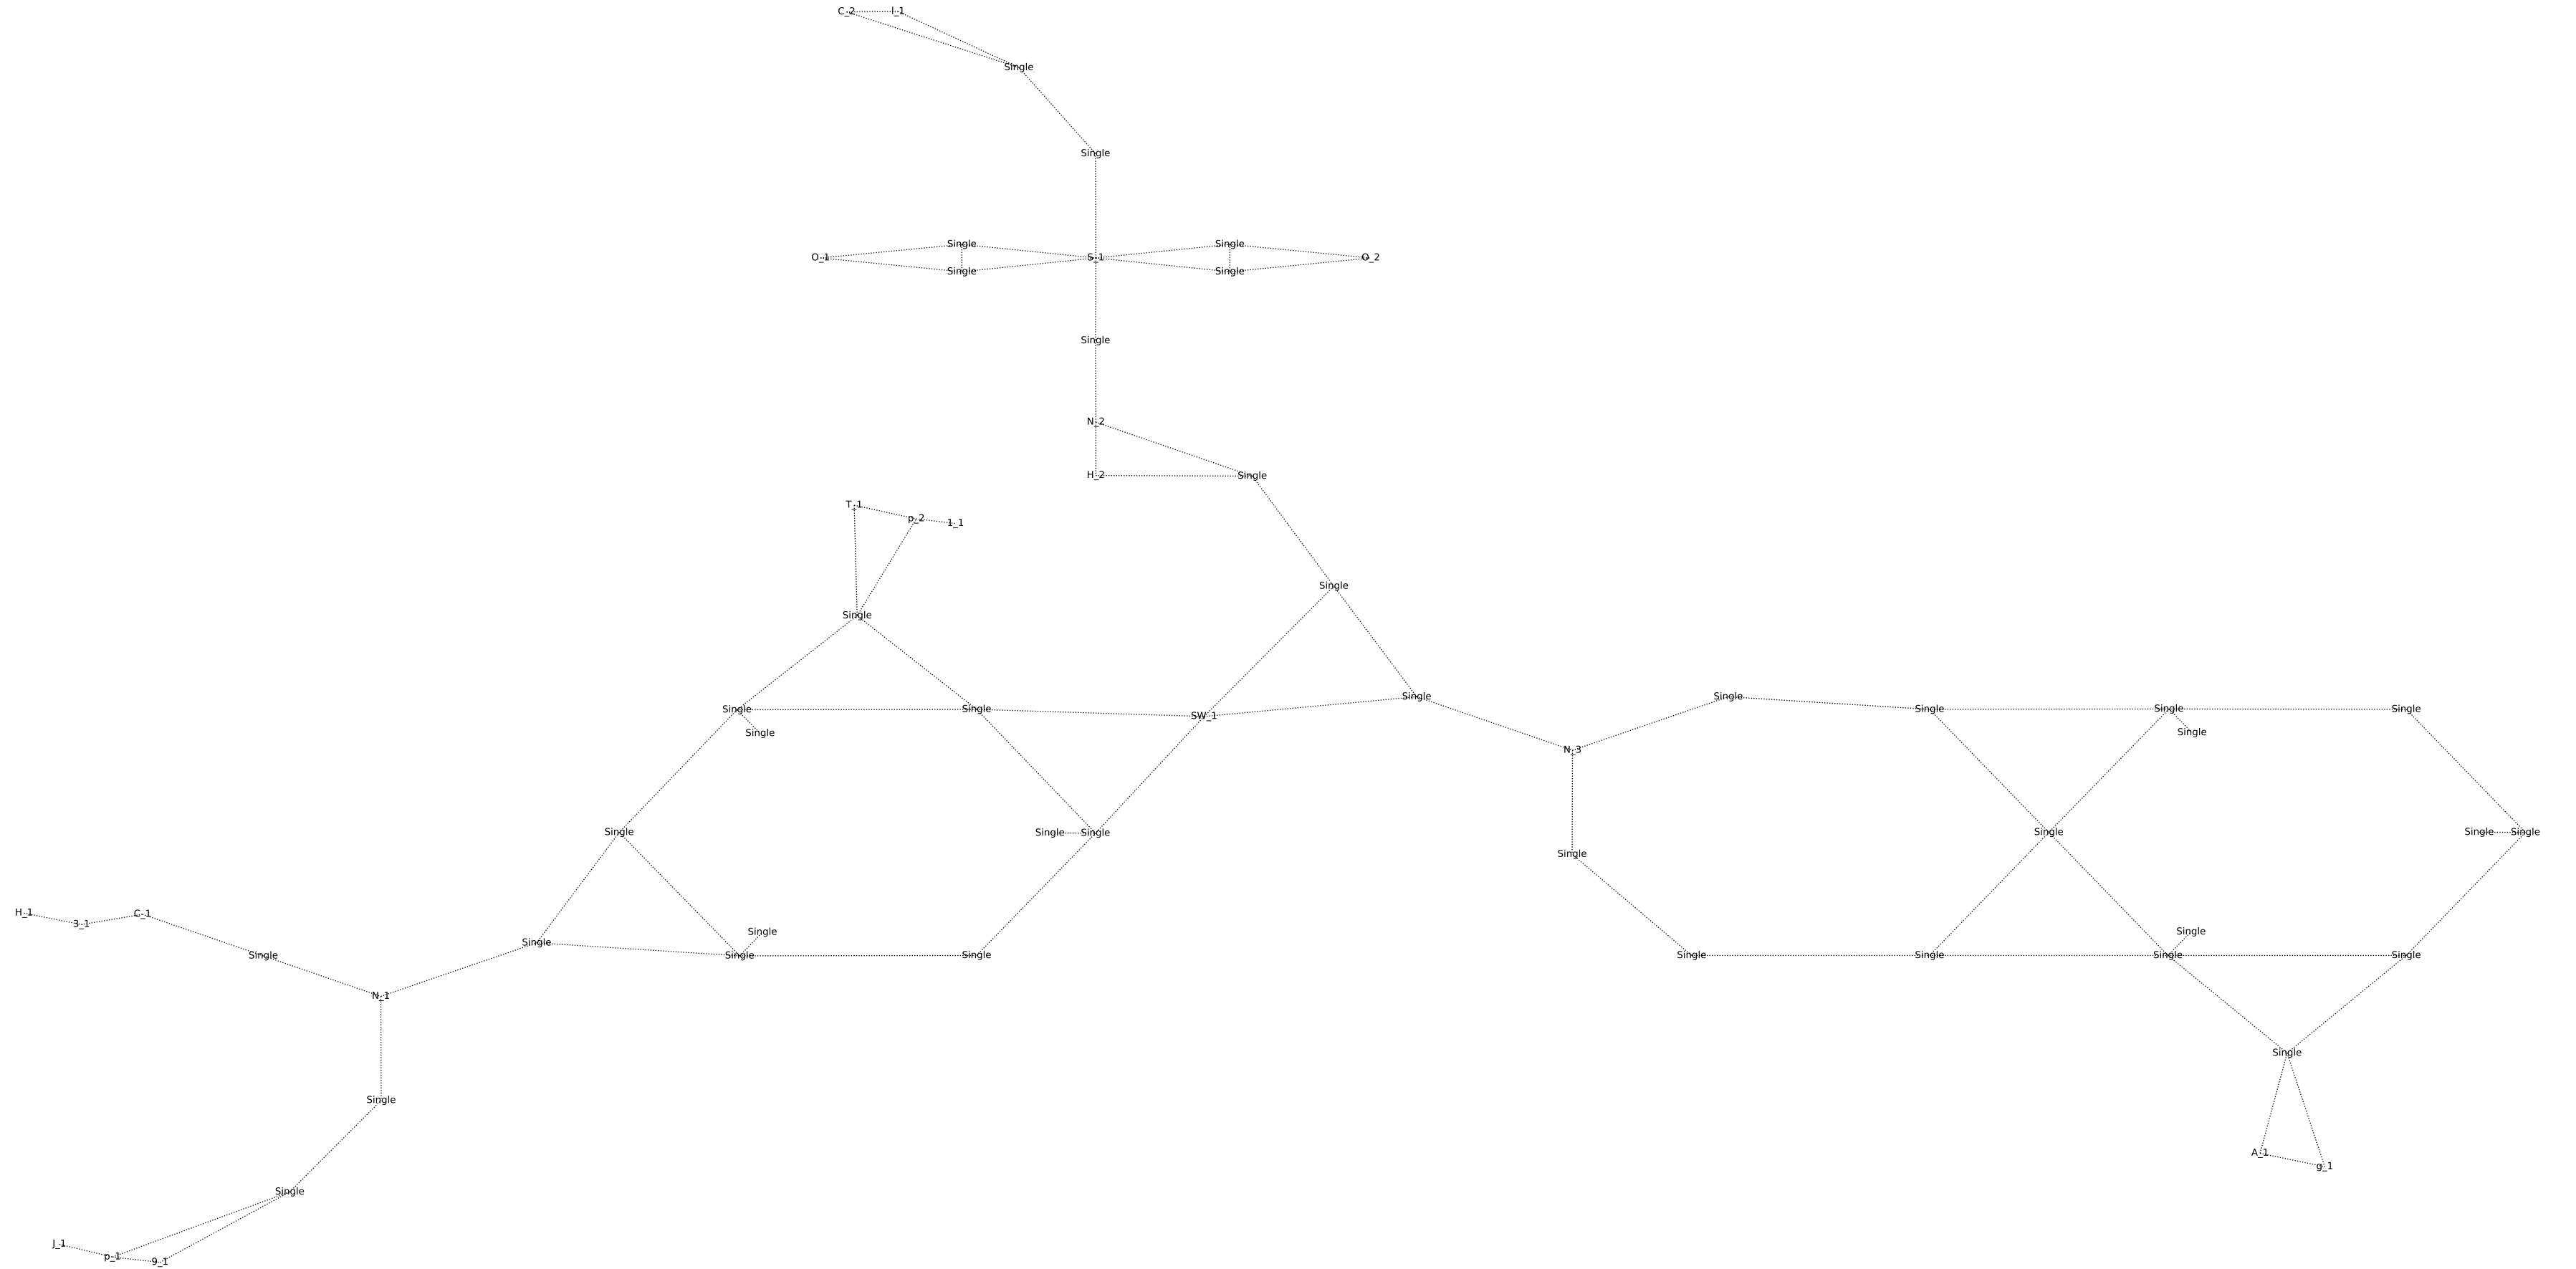 C_2 I_1
Single
Single
Single Single
O_1 S_1 O_2
Single Single
Single
N_2
H_2 Single
T_1
p_2 1_1
Single
Single
Single Single
Single Single Single Single Single
SW_1
Single Single
N_3
Single Single Single Single Single Single
Single
H_1 C_1
3_1
Single Single
Single
Single Single Single Single Single Single Single
N_1
Single
Single
A_1
g_1
Single
J_1
p_1
9_1